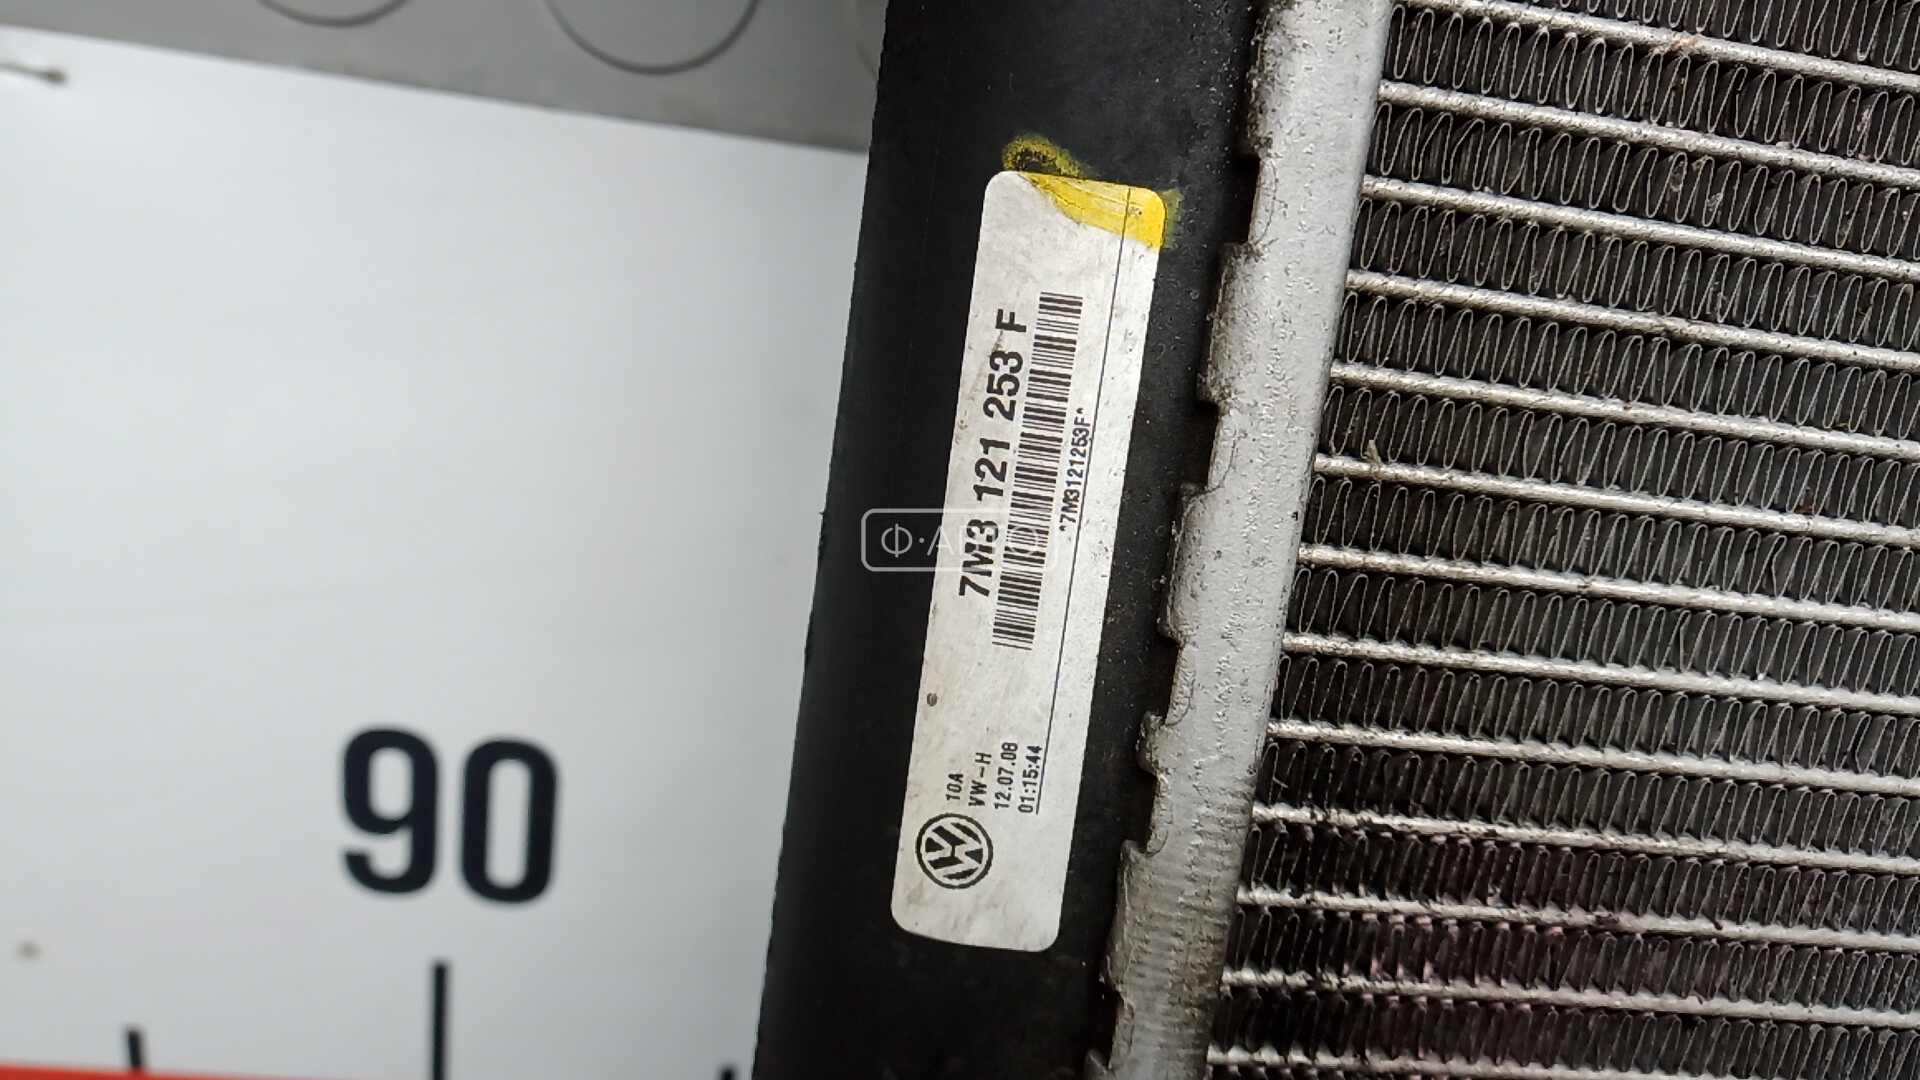 7M3 121 253 F
*7M3121253F*
10A
VW-H
12.07.08
01:15:44
90